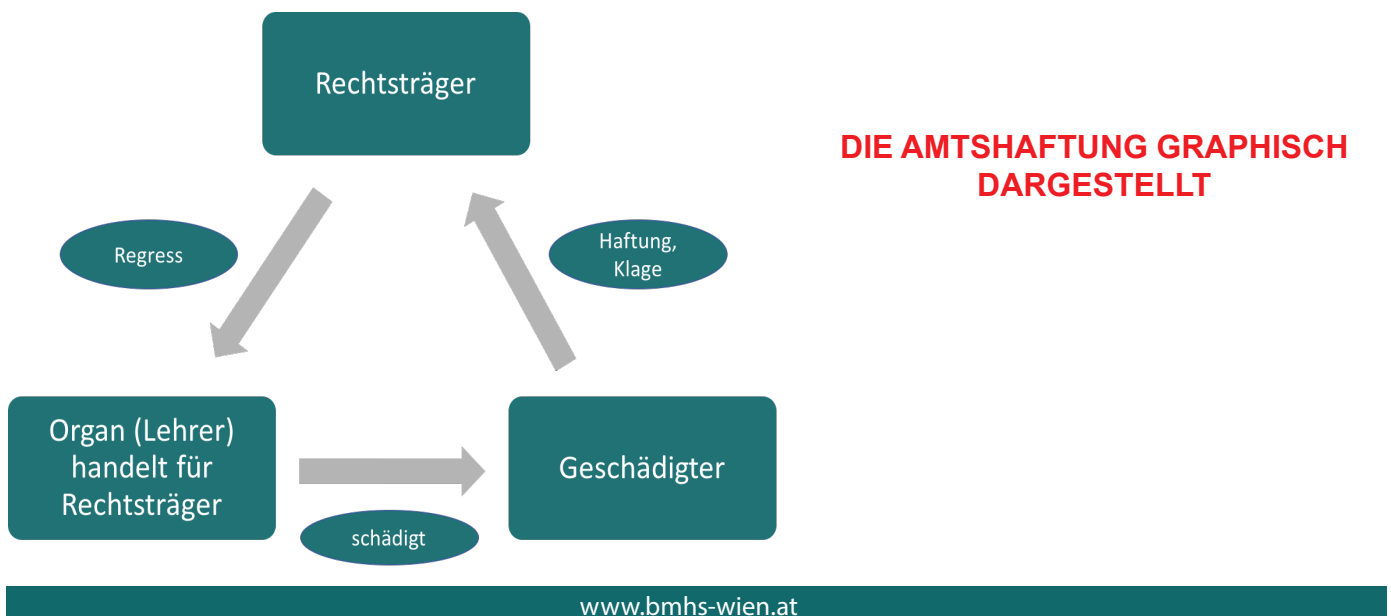 Rechtsträger
DIE AMTSHAFTUNG GRAPHISCH
DARGESTELLT
Regress
Haftung,
Klage
Organ (Lehrer)
handelt für
Rechtsträger
Geschädigter
schädigt
www.bmhs-wien.at